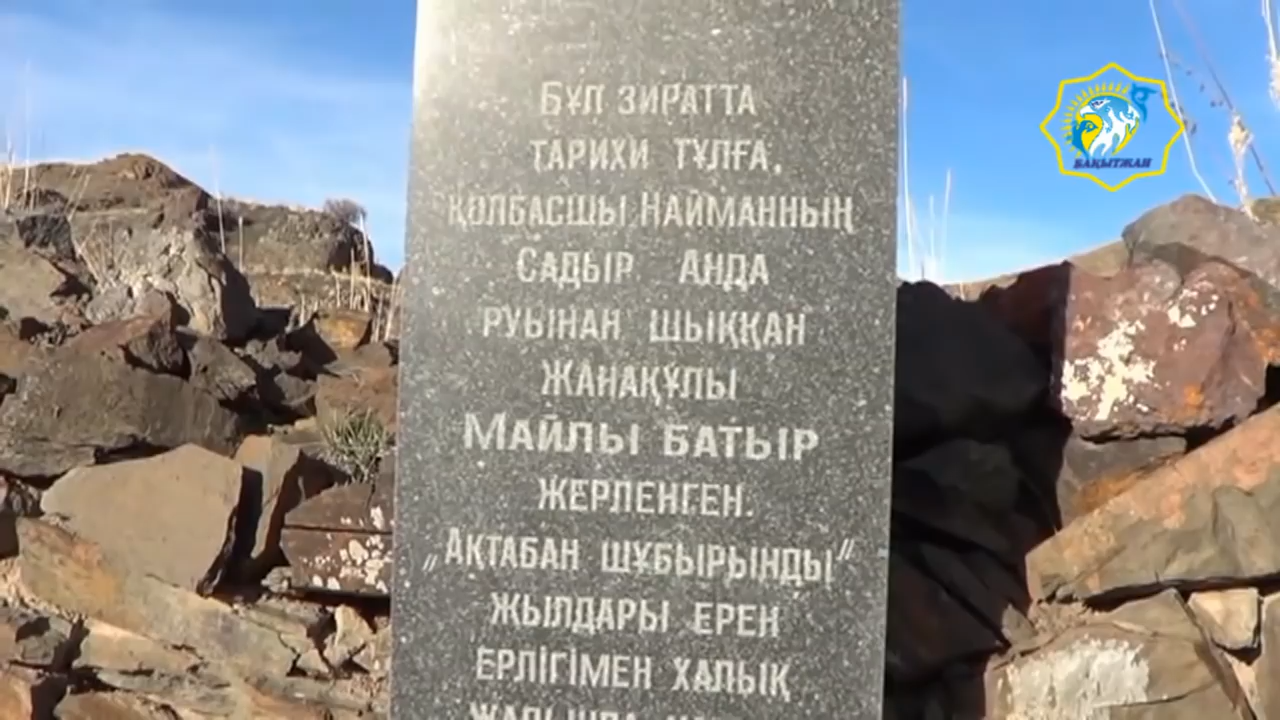 БҰЛ ЗИРАТТА
ТАРИХИ ТҰЛҒА,
ҚОЛБАСШЫ НАЙМАННЫҢ
САДЫР АНДА
РУЫНАН ШЫҚҚАН
ЖАНАҚҰЛЫ
МАЙЛЫ БАТЫР
ЖЕРЛЕНГЕН.
„АҚТАБАН ШҰБЫРЫНДЫ"
ЖЫЛДАРЫ ЕРЕН
ЕРЛІГІМЕН ХАЛЫҚ
БАҚЫТЖАН